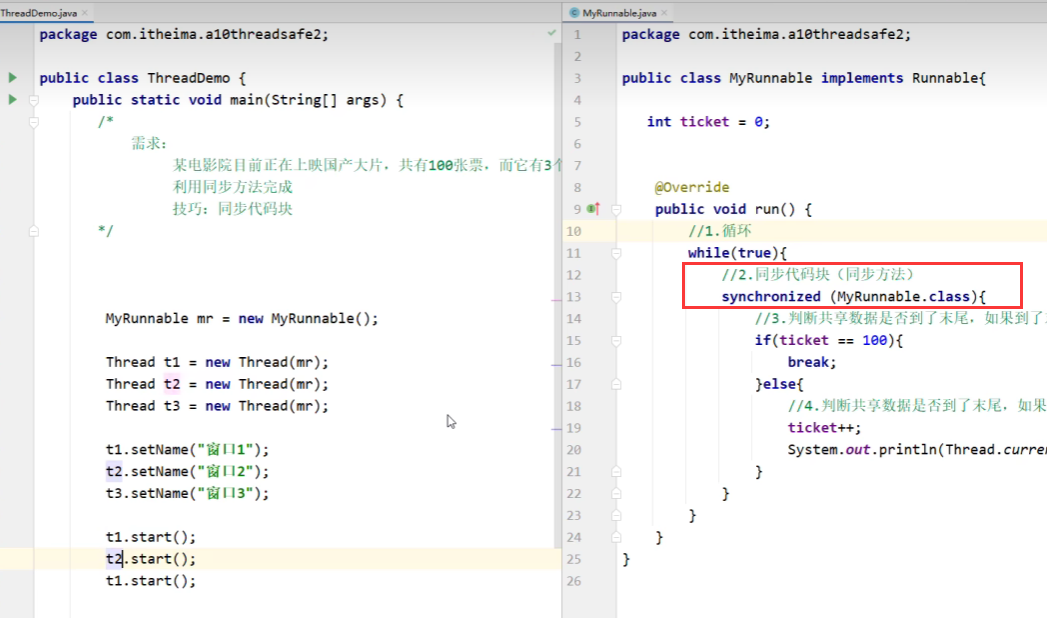 ThreadDemo.java
package com.itheima.a10threadsafe2;
public class ThreadDemo {
public static void main(String[] args) {
/*
需求:
某电影院目前正在上映国产大片，共有100张票，而它有3个
利用同步方法完成
技巧: 同步代码块
*/
MyRunnable mr = new MyRunnable();
Thread t1 = new Thread(mr);
Thread t2 = new Thread(mr);
Thread t3 = new Thread(mr);
t1.setName("窗口1");
t2.setName("窗口2");
t3.setName("窗口3");
t1.start();
t2.start();
t1.start();
MyRunnable.java
1 package com.itheima.a10threadsafe2;
2
3 public class MyRunnable implements Runnable{
4
5 int ticket = 0;
6
7
8 @Override
9 public void run() {
10 //1.循环
11 while(true){
12 //2.同步代码块（同步方法）
13 synchronized (MyRunnable.class){
14 //3.判断共享数据是否到了末尾，如果到了
15 if(ticket == 100){
16 break;
17 }else{
18 //4.判断共享数据是否到了末尾，如果
19 ticket++;
20 System.out.println(Thread.curre
21 }
22 }
23 }
24 }
25 }
26